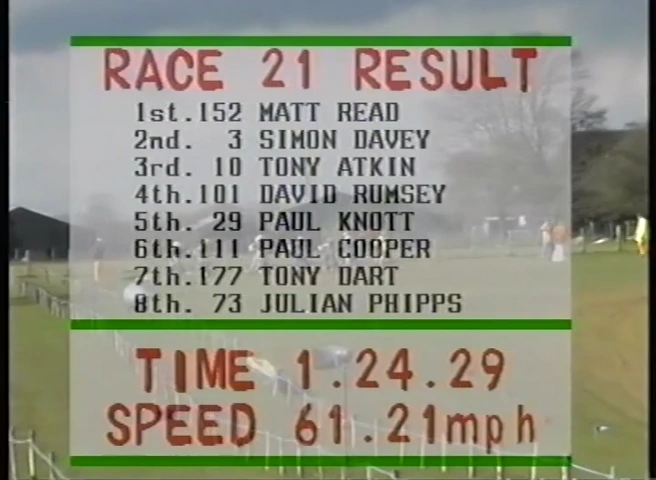 RACE 21 RESULT
1st.152 MATT READ
2nd. 3 SIMON DAVEY
3rd. 10 TONY ATKIN
4th.101 DAVID RUMSEY
5th. 29 PAUL KNOTT
6th.111 PAUL COOPER
7th.177 TONY DART
8th. 73 JULIAN PHIPPS
TIME 1.24.29
SPEED 61.21mph